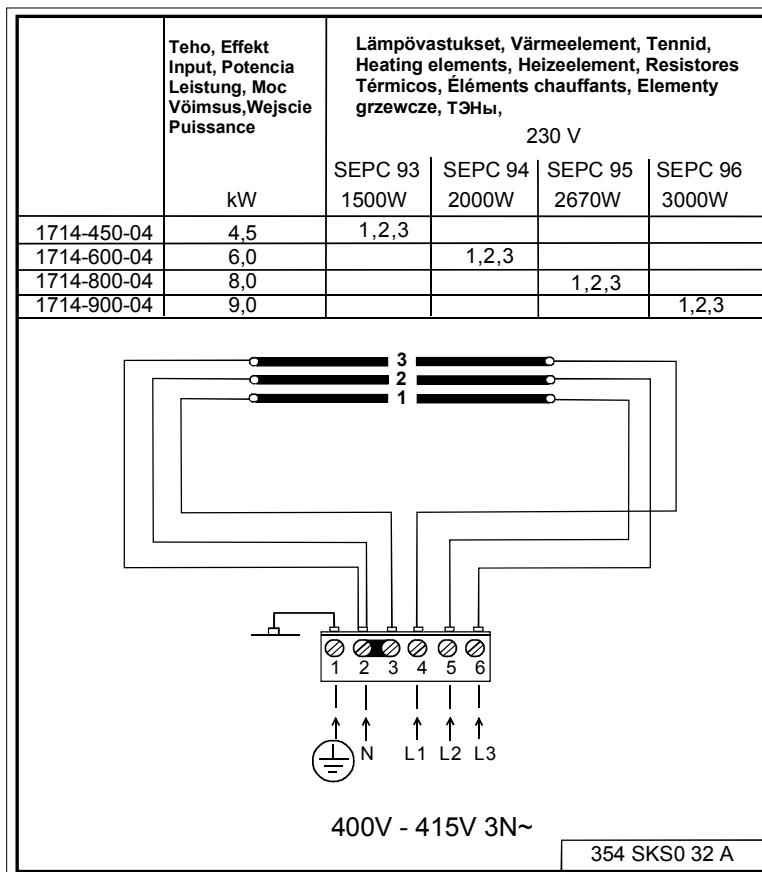 Teho, Effekt
Input, Potencia
Leistung, Moc
Vöimsus,Wejscie
Puissance
kW
Lämpövastukset, Värmeelement, Tennid,
Heating elements, Heizeelement, Resistores
Térmicos, Éléments chauffants, Elementy
grzewcze, ТЭНы,
230 V
SEPC 93 SEPC 94 SEPC 95 SEPC 96
1500W 2000W 2670W 3000W
1714-450-04 4,5 1,2,3
1714-600-04 6,0 1,2,3
1714-800-04 8,0 1,2,3
1714-900-04 9,0 1,2,3
3
2
1
1 2 3 4 5 6
N L1 L2 L3
400V - 415V 3N~
354 SKS0 32 A